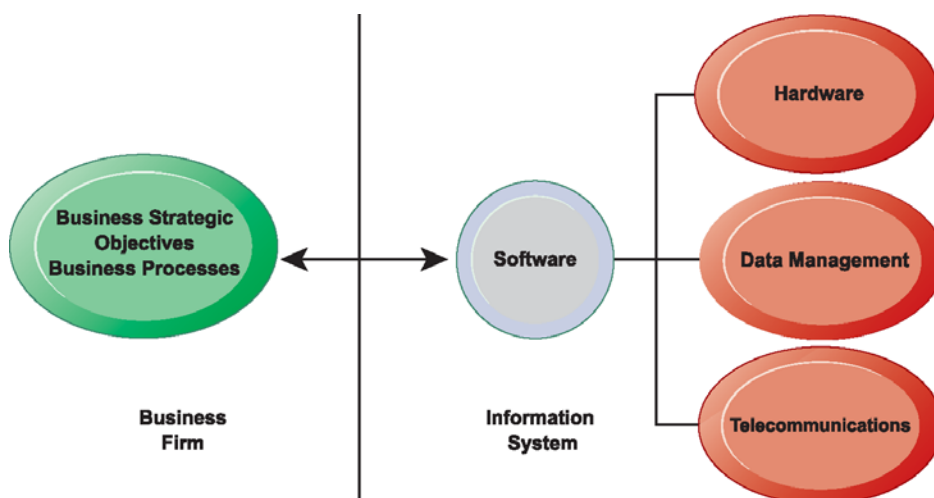 Business Strategic
Objectives
Business Processes
Business
Firm
Software
Information
System
Hardware
Data Management
Telecommunications